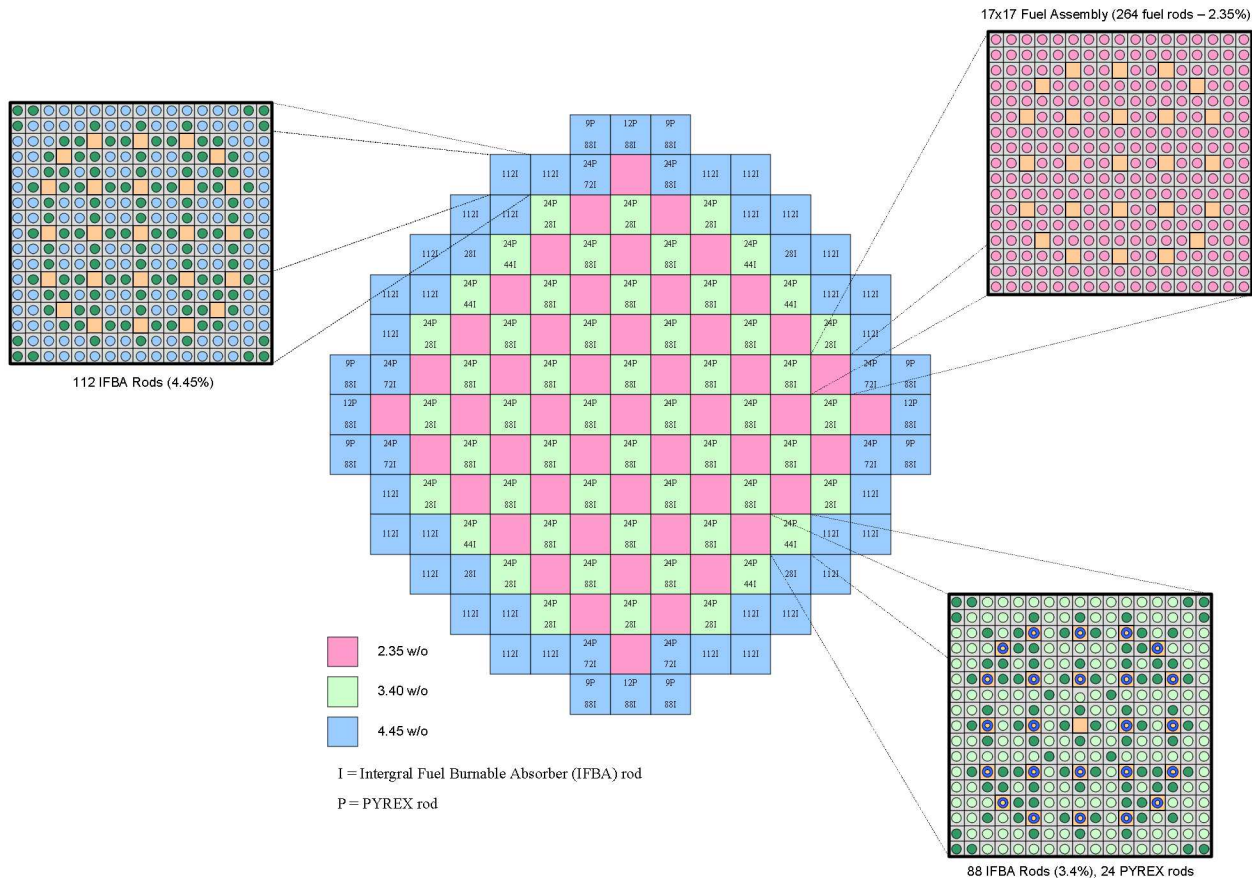 17x17 Fuel Assembly (264 fuel rods – 2.35%)
9P 12P 9P
88I 88I 88I
24P 24P
112I 112I 112I 112I
72I 88I
24P 24P 24P
112I 112I 112I 112I
28I 28I 28I
24P 24P 24P 24P
112I 28I 28I 112I
44I 88I 88I 44I
24P 24P 24P 24P 24P
112I 112I 112I 112I
44I 88I 88I 88I 44I
24P 24P 24P 24P 24P 24P
112I 112I
28I 88I 88I 88I 88I 28I
9P 24P 24P 24P 24P 24P 24P 24P 9P
88I 72I 88I 88I 88I 88I 88I 72I 88I
112 IFBA Rods (4.45%)
12P 24P 24P 24P 24P 24P 24P 12P
88I 28I 88I 88I 88I 88I 28I 88I
9P 24P 24P 24P 24P 24P 24P 24P 9P
88I 72I 88I 88I 88I 88I 88I 72I 88I
24P 24P 24P 24P 24P 24P
112I 112I
28I 88I 88I 88I 88I 28I
24P 24P 24P 24P 24P
112I 112I 112I 112I
44I 88I 88I 88I 44I
24P 24P 24P 24P
112I 28I 28I 112I
28I 88I 88I 44I
24P 24P 24P
112I 112I 112I 112I
28I 28I 28I
24P 24P
112I 112I 112I 112I
72I 72I
9P 12P 9P
88I 88I 88I
2.35 w/o
3.40 w/o
4.45 w/o
I = Intergral Fuel Burnable Absorber (IFBA) rod
P = PYREX rod
88 IFBA Rods (3.4%), 24 PYREX rods